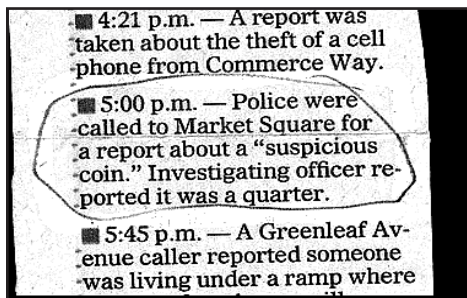 ■ 4:21 p.m. — A report was
taken about the theft of a cell
phone from Commerce Way.
■ 5:00 p.m. — Police were
called to Market Square for
a report about a “suspicious
coin.” Investigating officer re-
ported it was a quarter.
■ 5:45 p.m. — A Greenleaf Av-
enue caller reported someone
was living under a ramp where